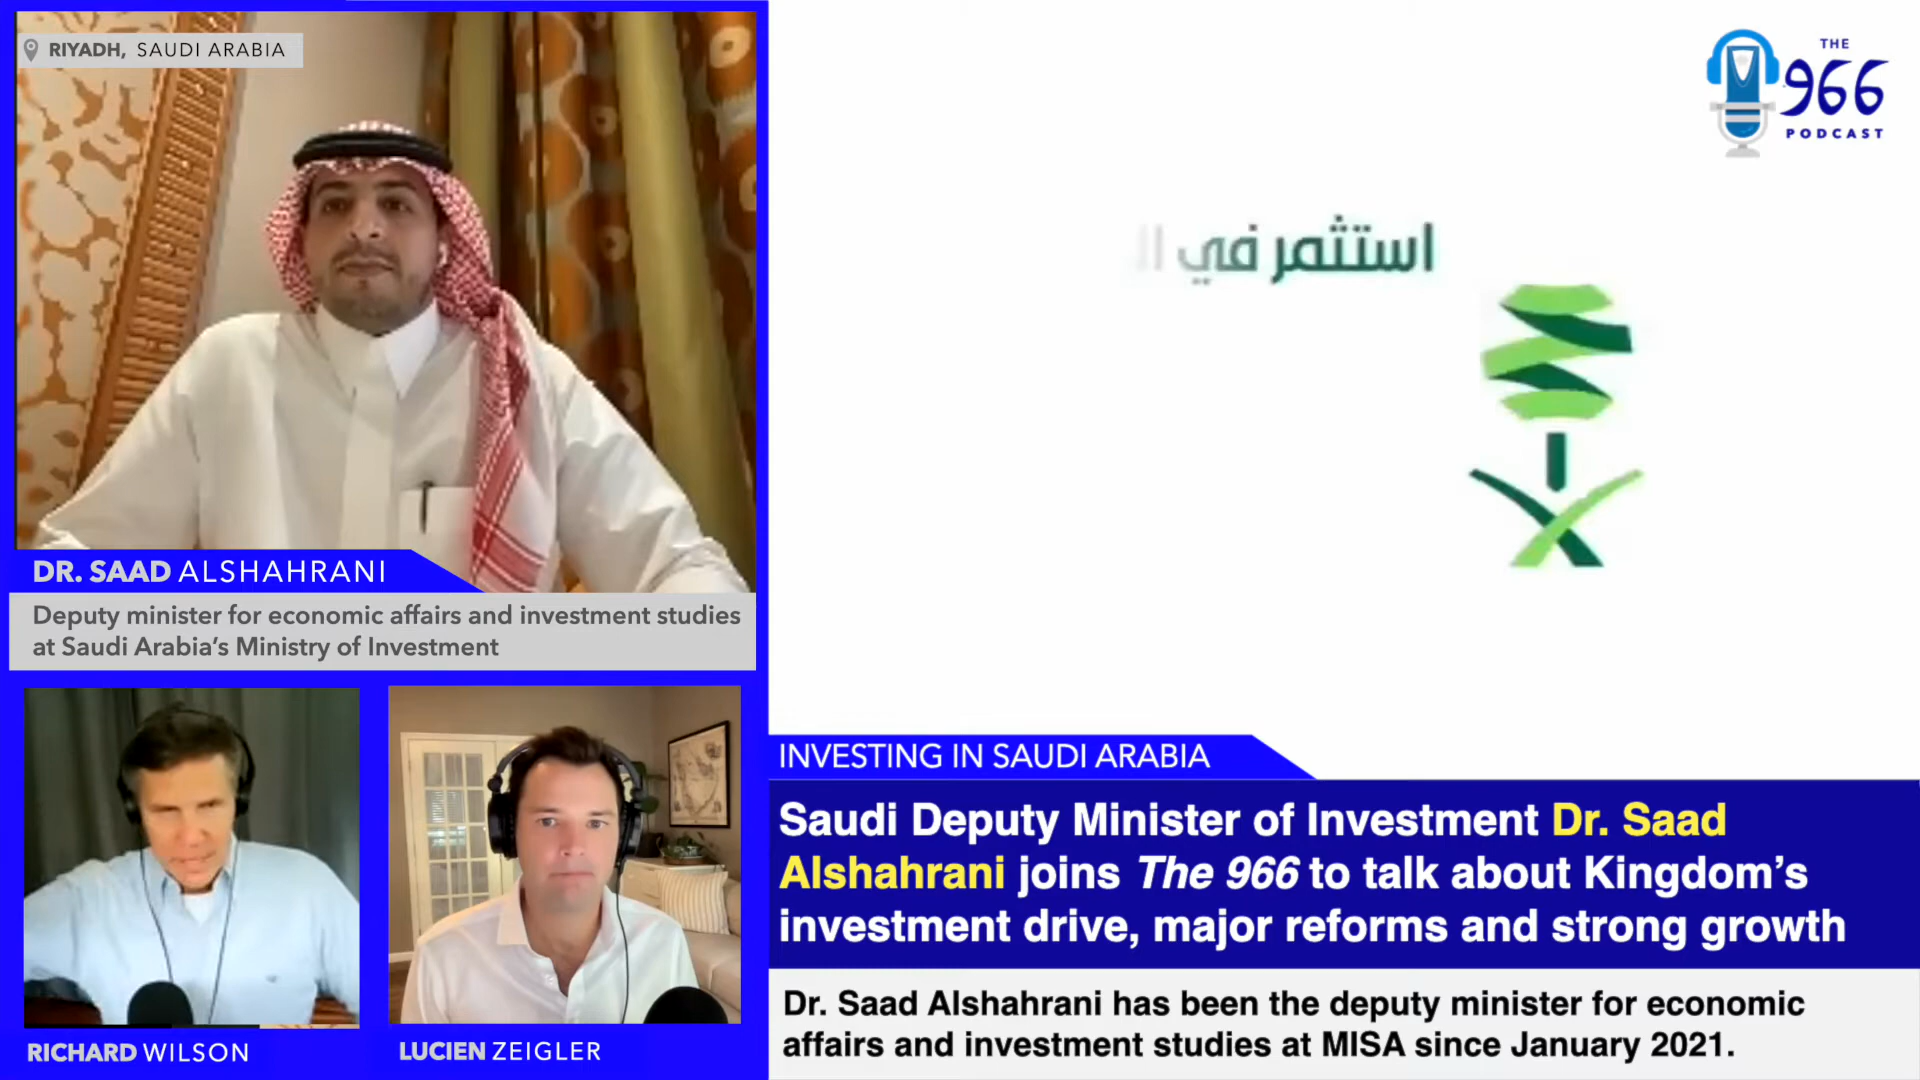 RIYADH, SAUDI ARABIA
DR. SAAD ALSHAHRANI
Deputy minister for economic affairs and investment studies
at Saudi Arabia's Ministry of Investment
RICHARD WILSON
LUCIEN ZEIGLER
THE
966
PODCAST
استثمر في
INVESTING IN SAUDI ARABIA
Saudi Deputy Minister of Investment Dr. Saad
Alshahrani joins The 966 to talk about Kingdom's
investment drive, major reforms and strong growth
Dr. Saad Alshahrani has been the deputy minister for economic
affairs and investment studies at MISA since January 2021.